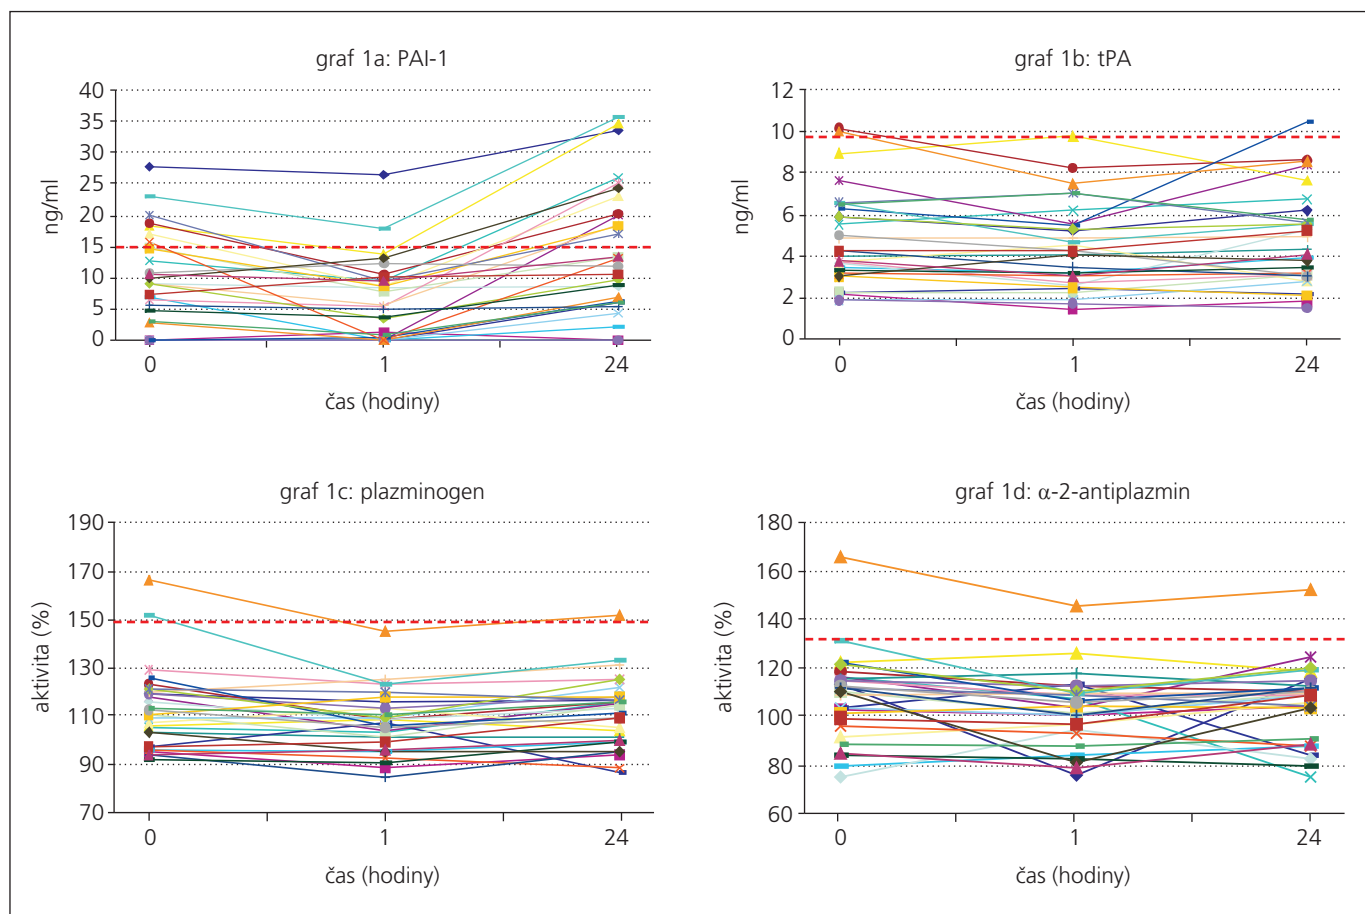 graf 1a: PAI-1
40
35
30
25
20
15
10
5
0
ng/ml
0 1 24
čas (hodiny)
graf 1b: tPA
12
10
8
6
4
2
0
ng/ml
0 1 24
čas (hodiny)
graf 1c: plazminogen
190
170
150
130
110
90
70
aktivita (%)
0 1 24
čas (hodiny)
graf 1d: α-2-antiplazmin
180
160
140
120
100
80
60
aktivita (%)
0 1 24
čas (hodiny)